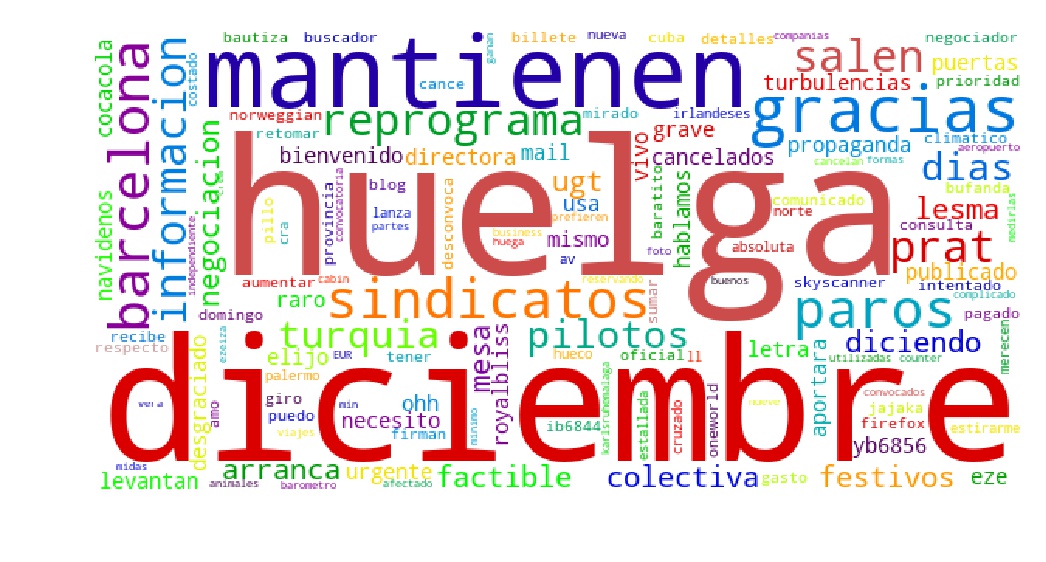 bautiza
buscador
ganan
billete
nueva
cuba
detalles
companias
negociador
cocacola
barcelona
informacion
costado
mantienen
cance
salen
puertas
turbulencias
prioridad
norweggian
reprograma
mirado
irlandeses
gracias
retomar
grave
propaganda
climatico
aeropuerto
bienvenido
directora
mail
vivo
cancelados
cancelan
formas
dias
navidenos
negociacion
independiente
huelga
pillo
cra
provincia
convocatoria
blog
lanza
partes
desconvoca
ugt
usa
prefieren
business
huega
mismo
av
baratito
hablamos
foto
comunicado
norte
absoluta
bufanda
lesma
medirlas
consulta
prat
publicado
aumentar
cabin
reservando
sumar
buenos
skyscanner
intentado
complicado
raro
sindicatos
paros
pagado
domingo
recibe
respecto
turquia
ezeiza
elijo
EUR
tener
mesa
royalbliss
pilotos
hueco
oficial
ll
letra
diciendo
utilizadas
counter
merecen
desgraciado
diciembre
palermo
giro
amo
vera
puedo
min
ohh
necesito
viajes
firman
minimo
ib6844
karlsruhemalaga
estallada
cruzado
oneworld
nueve
aportara
convocados
jajaka
firefox
estirarme
yb6856
midas
levantan
arranca
animales
barometro
urgente
afectado
factible
colectiva
gasto
festivos
eze